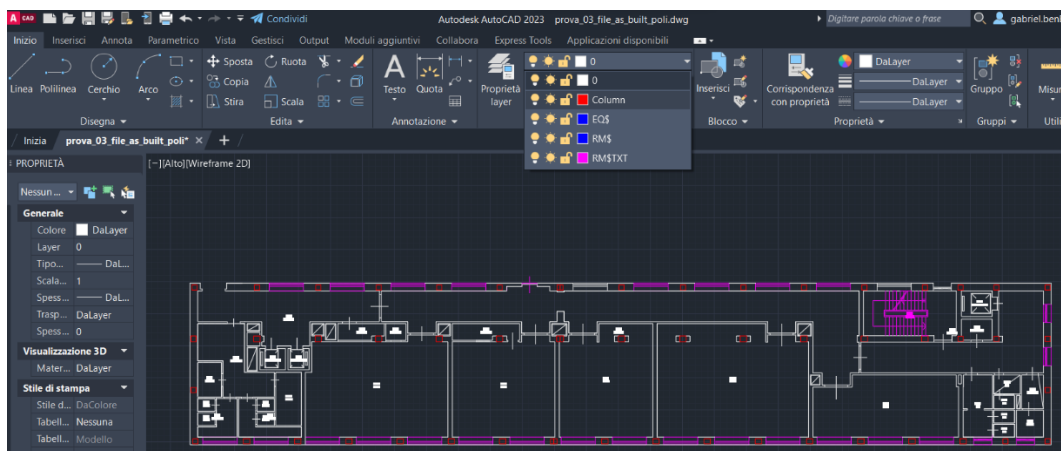 A CAD Condividi Autodesk AutoCAD 2023 prova_03_file_as_built_poli.dwg Digitare parola chiave o frase
Inizio Inserisci Annota Parametrico Vista Gestisci Output Moduli aggiuntivi Collabora Express Tools Applicazioni disponibili
Sposta Ruota 0 DaLayer
Copia 0 DaLayer
Linea Polilinea Cerchio Arco Testo Quota Proprietà layer Inserisci Corrispondenza con proprietà Gruppo
Stira Scala Column DaLayer
Disegna Edita Annotazione EQ$ Blocco Proprietà Gruppi
Inizia prova_03_file_as_built_poli* RM$
PROPRIETÀ [-][Alto][Wireframe 2D] RM$TXT
Nessun ...
Generale
Colore DaLayer
Layer 0
Tipo... DaL...
Scala... 1
Spess... DaL...
Trasp... DaLayer
Spess... 0
Visualizzazione 3D
Mater... DaLayer
Stile di stampa
Stile d... DaColore
Tabell... Nessuna
Tabell... Modello